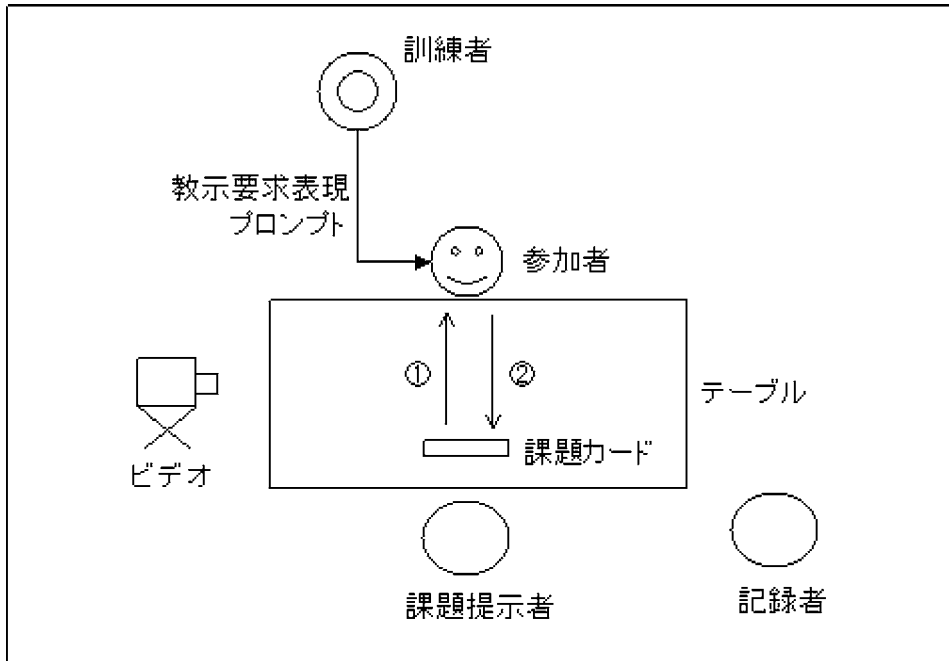 訓練者
教示要求表現
プロンプト
参加者
①
②
テーブル
課題カード
ビデオ
課題提示者
記録者